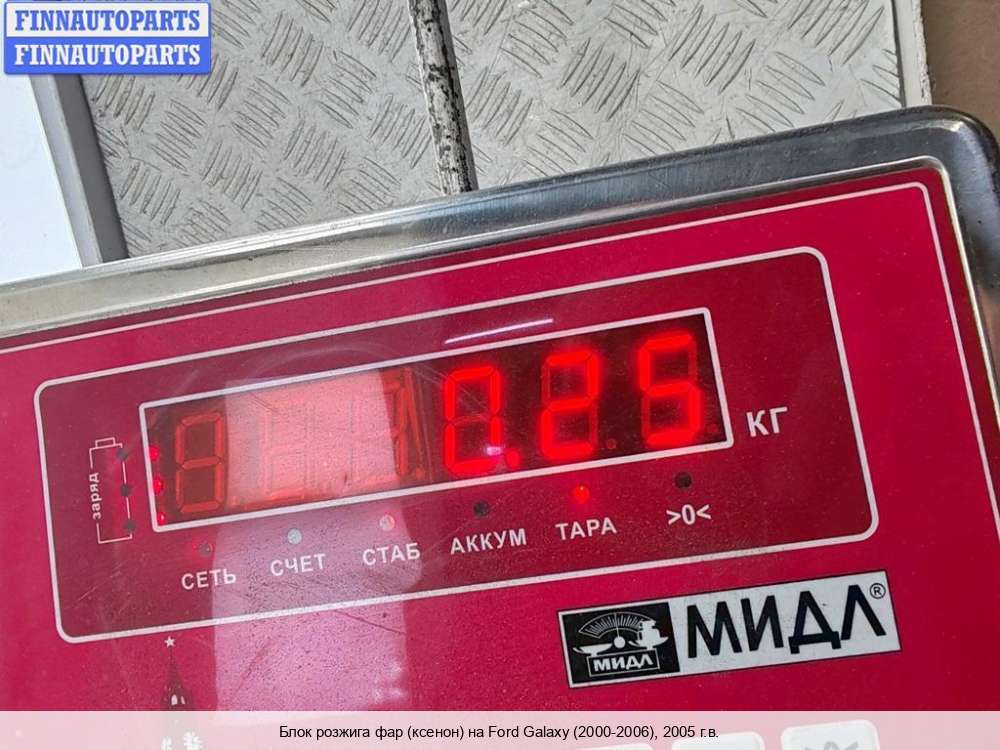 FINNAUTOPARTS
FINNAUTOPARTS
0.25
КГ
заряд
СЕТЬ
СЧЕТ
СТАБ
АККУМ
ТАРА
>0<
МИДЛ
МИДЛ®
Блок розжига фар (ксенон) на Ford Galaxy (2000-2006), 2005 г.в.